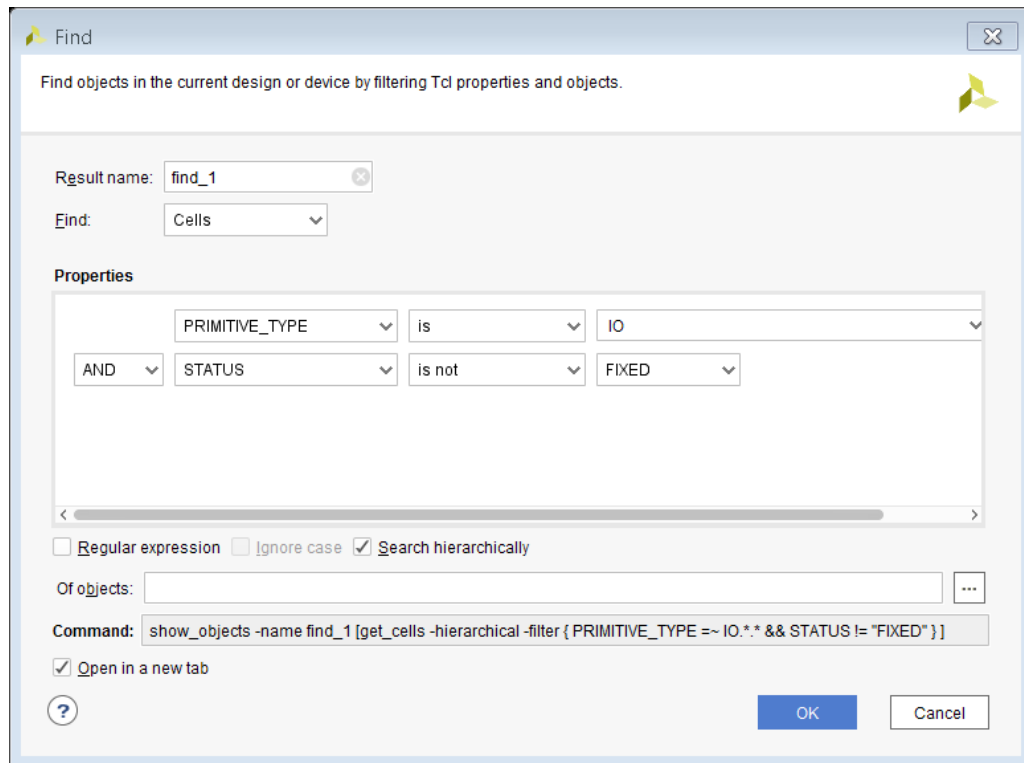 Find
Find objects in the current design or device by filtering Tcl properties and objects.
Result name: find_1
Find: Cells
Properties
PRIMITIVE_TYPE is IO
AND STATUS is not FIXED
Regular expression Ignore case Search hierarchically
Of objects: ...
Command: show_objects -name find_1 [get_cells -hierarchical -filter { PRIMITIVE_TYPE =~ IO.*.* && STATUS != "FIXED" } ]
Open in a new tab
? OK Cancel